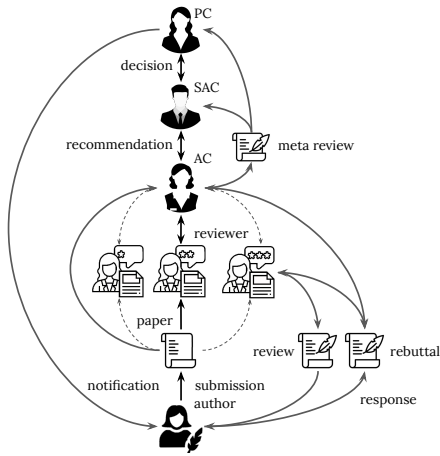 PC
decision
SAC
recommendation
meta review
AC
reviewer
paper
review
rebuttal
notification
submission
author
response